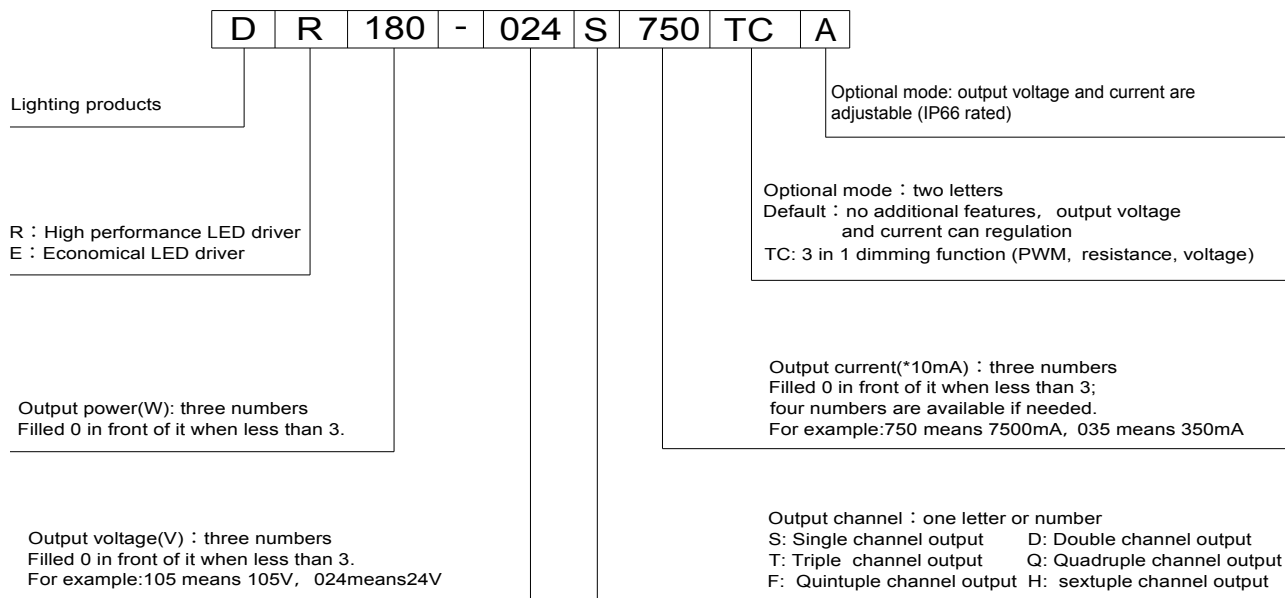 D R 180 - 024 S 750 TC A
Lighting products
Optional mode: output voltage and current are
adjustable (IP66 rated)
R：High performance LED driver
E：Economical LED driver
Optional mode：two letters
Default：no additional features, output voltage
and current can regulation
TC: 3 in 1 dimming function (PWM, resistance, voltage)
Output power(W): three numbers
Filled 0 in front of it when less than 3.
Output current(*10mA)：three numbers
Filled 0 in front of it when less than 3;
four numbers are available if needed.
For example:750 means 7500mA, 035 means 350mA
Output voltage(V)：three numbers
Filled 0 in front of it when less than 3.
For example:105 means 105V, 024means24V
Output channel：one letter or number
S: Single channel output D: Double channel output
T: Triple channel output Q: Quadruple channel output
F: Quintuple channel output H: sextuple channel output